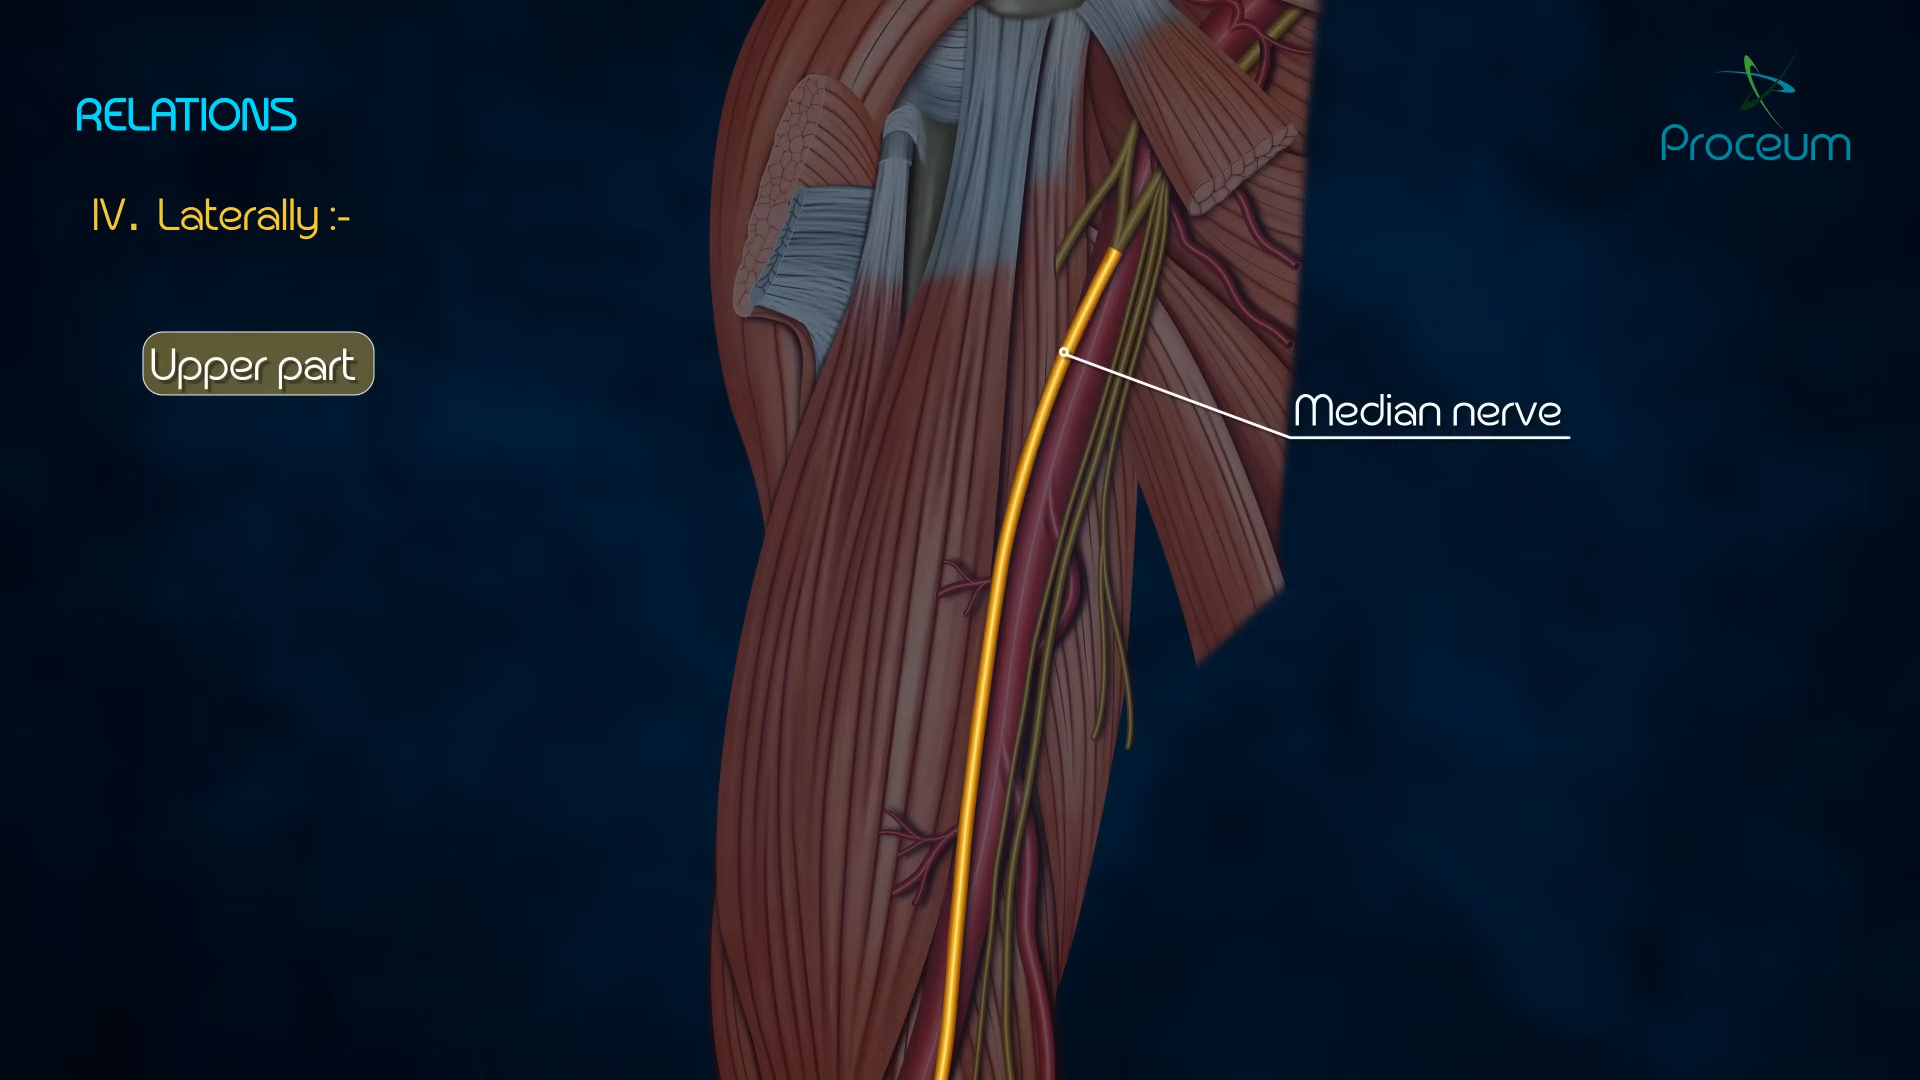 RELATIONS
Proceum
IV. Laterally :-
Upper part
Median nerve